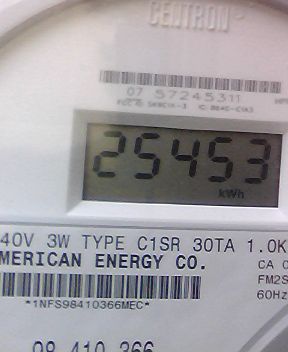 CENTRON
07 57245311
25453
kWh
40V 3W TYPE C1SR 30TA 1.0K
MERICAN ENERGY CO.
CA 0
FM2S
60Hz
*1NFS98410366MEC*
98 410 366